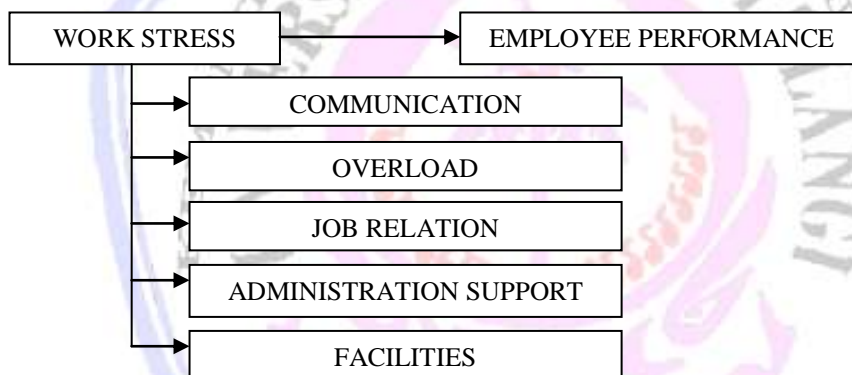 WORK STRESS
EMPLOYEE PERFORMANCE
COMMUNICATION
OVERLOAD
JOB RELATION
ADMINISTRATION SUPPORT
FACILITIES